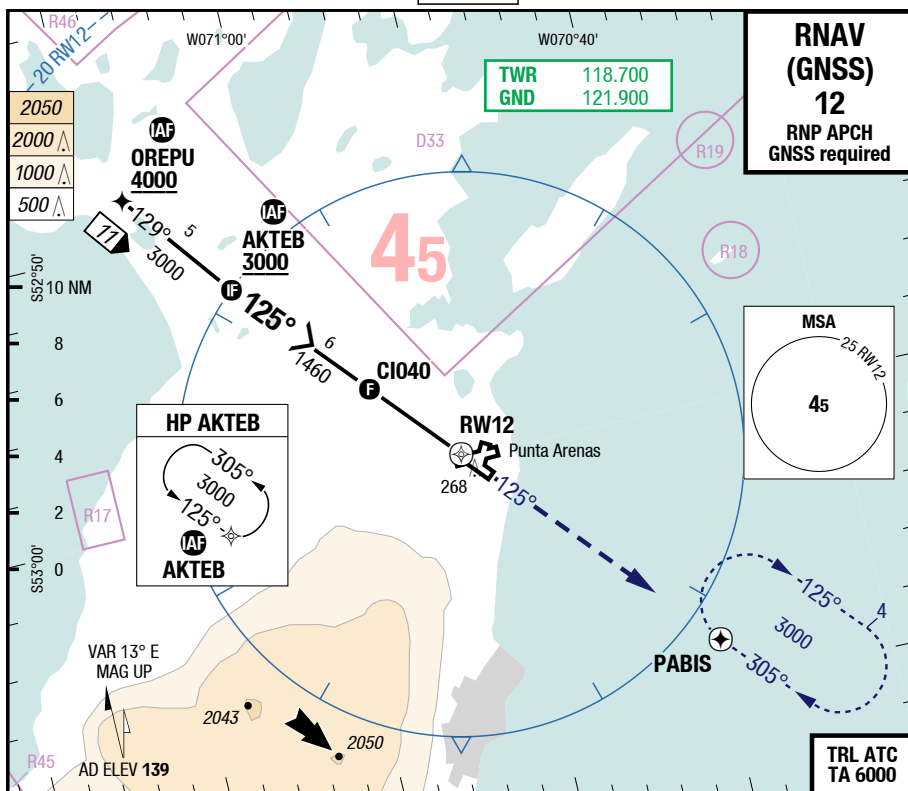 R46
20 RW12
W071°00'
W070°40'
RNAV
(GNSS)
12
RNP APCH
GNSS required
TWR 118.700
GND 121.900
2050
2000
1000
500
IAF
OREPU
4000
D33
R19
IAF
AKTEB
3000
45
R18
129°
5
11
3000
S52°50'
10 NM
IF
125°
6
1460
CI040
F
8
6
4
2
0
MSA
25 RW12
45
HP AKTEB
305°
3000
125°
IAF
AKTEB
RW12
Punta Arenas
268
125°
R17
S53°00'
125°
4
3000
305°
PABIS
VAR 13° E
MAG UP
2043
2050
R45
AD ELEV 139
TRL ATC
TA 6000